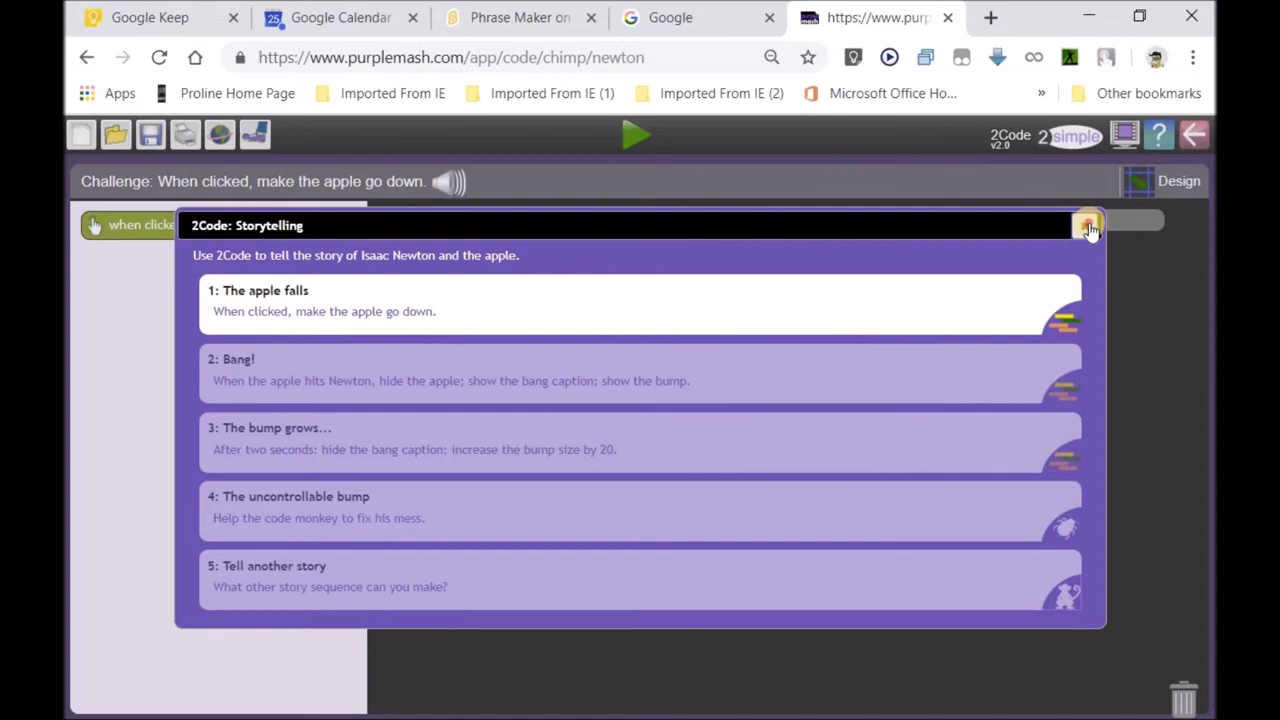 Google Keep
25
Google Calendar
Phrase Maker on
Google
https://www.purp
https://www.purplemash.com/app/code/chimp/newton
Apps
Proline Home Page
Imported From IE
Imported From IE (1)
Imported From IE (2)
Microsoft Office Ho...
»
Other bookmarks
2Code
v2.0
2simple
?
Challenge: When clicked, make the apple go down.
Design
when clicke
2Code: Storytelling
Use 2Code to tell the story of Isaac Newton and the apple.
1: The apple falls
When clicked, make the apple go down.
2: Bang!
When the apple hits Newton, hide the apple; show the bang caption; show the bump.
3: The bump grows...
After two seconds: hide the bang caption; increase the bump size by 20.
4: The uncontrollable bump
Help the code monkey to fix his mess.
5: Tell another story
What other story sequence can you make?